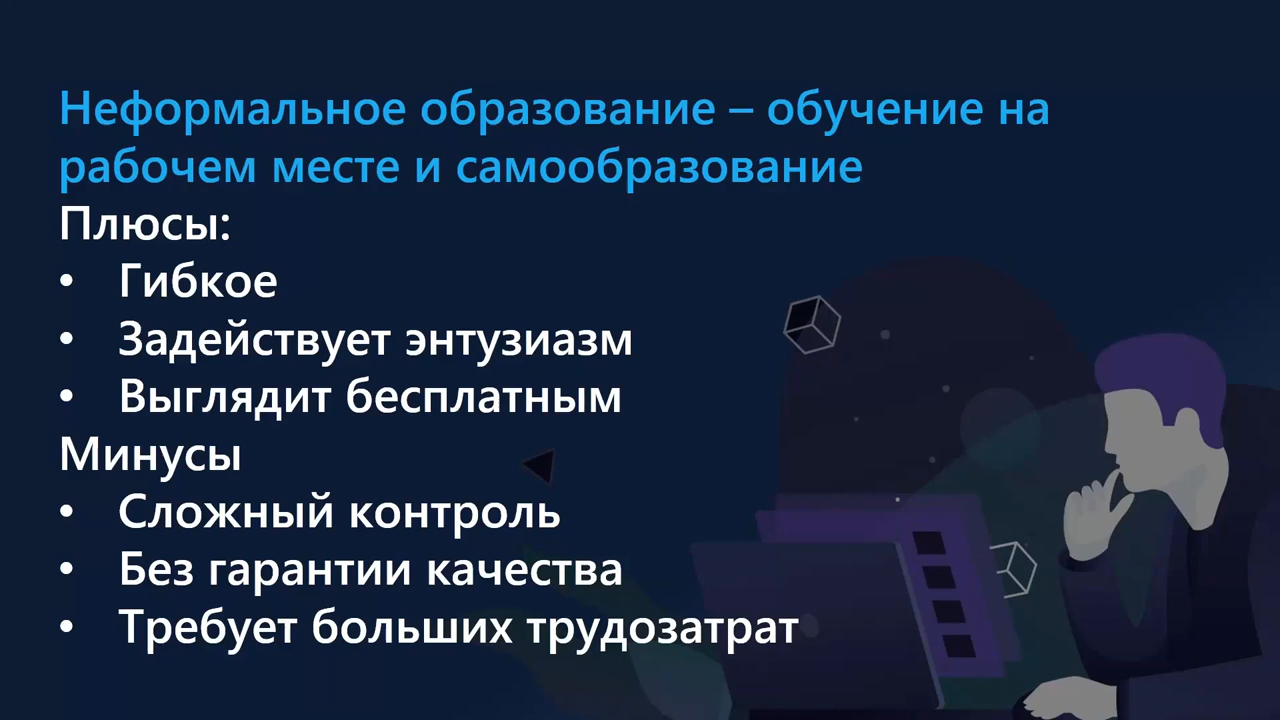 Неформальное образование – обучение на
рабочем месте и самообразование
Плюсы:
• Гибкое
• Задействует энтузиазм
• Выглядит бесплатным
Минусы
• Сложный контроль
• Без гарантии качества
• Требует больших трудозатрат